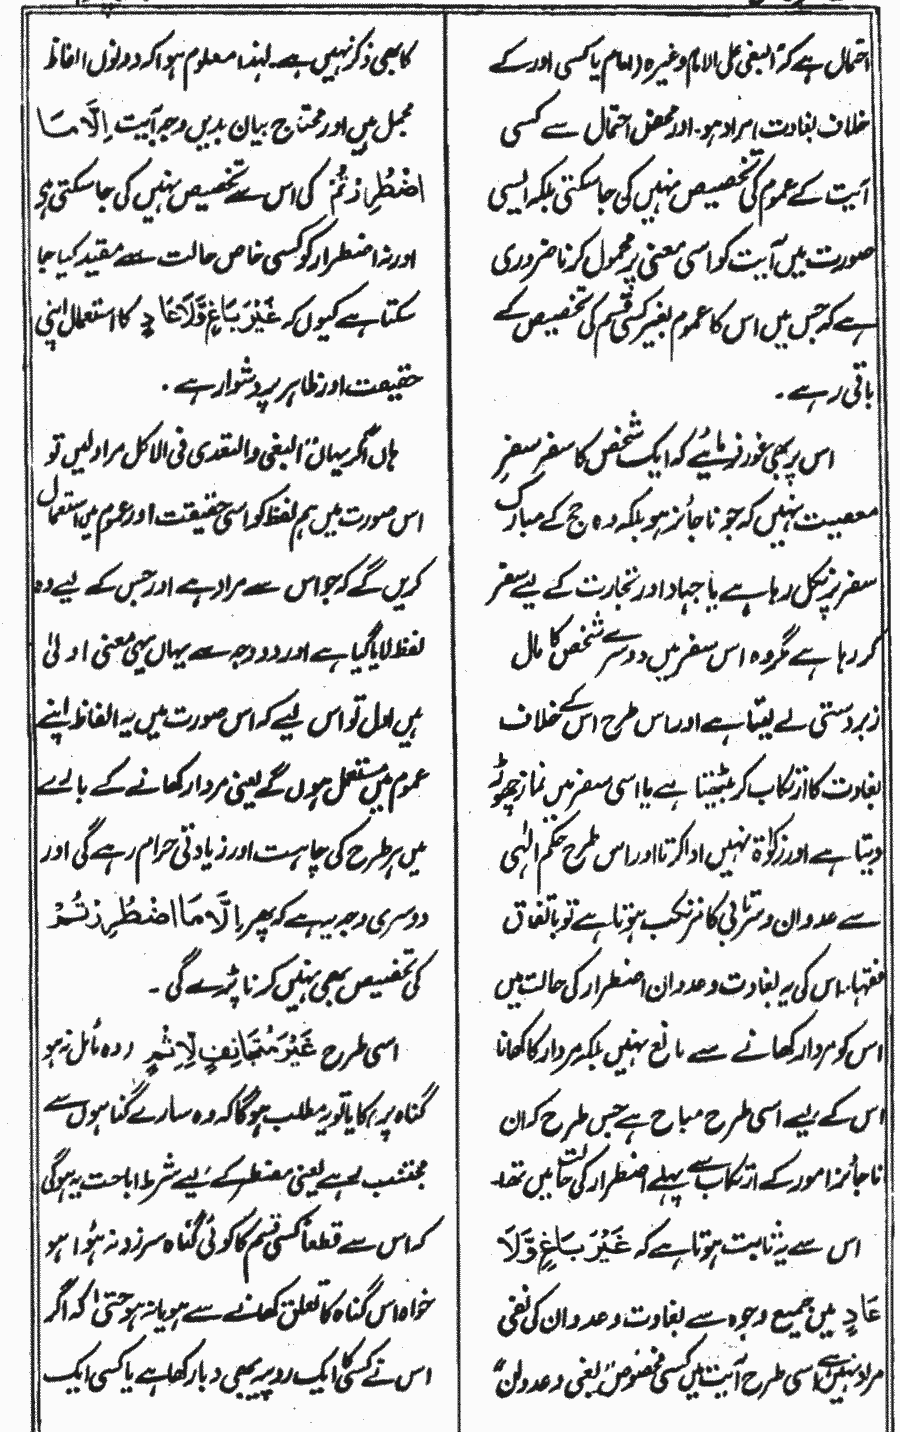 احتمال ہے کہ "البغی علی الامام وغیرہ (امام یا کسی اور کے
خلاف بغاوت) مراد ہو۔ اور محض احتمال سے کسی
آیت کے عموم کی تخصیص نہیں کی جا سکتی بلکہ ایسی
صورت میں آیت کو اسی معنی پر محمول کرنا ضروری
ہے کہ جس میں اس کا عموم بغیر کسی قسم کی تخصیص کے
باقی رہے۔
اس پر بھی غور فرمائیے کہ ایک شخص کا سفر سفرِ
معصیت نہیں کہ جو ناجائز ہو بلکہ وہ حج کے مبارک
سفر پر نکل رہا ہے یا جہاد اور تجارت کے لیے سفر
کر رہا ہے مگر وہ اس سفر میں دوسرے شخص کا مال
زبردستی لے لیتا ہے اور اس طرح اس کے خلاف
بغاوت کا ارتکاب کر بیٹھتا ہے یا اسی سفر میں نماز چھوڑ
دیتا ہے اور زکوٰۃ نہیں ادا کرتا اور اس طرح حکم الٰہی
سے عدوان و سرتابی کا مرتکب ہوتا ہے تو باتفاق
فقہاء اس کی یہ بغاوت و عدوان اضطرار کی حالت میں
اس کو مردار کھانے سے مانع نہیں بلکہ مردار کا کھانا
اس کے لیے اسی طرح مباح ہے جس طرح کہ ان
ناجائز امور کے ارتکاب سے پہلے اضطرار کی حالت میں تھا۔
اس سے یہ ثابت ہوتا ہے کہ غَیْرَ بَاغٍ وَّلَا
عَادٍ میں جمیع وجوہ سے بغاوت و عدوان کی نفی
مراد نہیں ہے اسی طرح آیت میں کسی مخصوص "بغی و عدوان"
کا بھی ذکر نہیں ہے۔ لہٰذا معلوم ہوا کہ دونوں الفاظ
مجمل ہیں اور محتاج بیان بدیں وجہ آیت اِلَّا مَا
اضْطُرِرْتُمْ کی اس سے تخصیص نہیں کی جا سکتی
اور نہ اضطرار کو کسی خاص حالت سے مقید کیا جا
سکتا ہے کیوں کہ غَیْرَ بَاغٍ وَّلَا عَادٍ کا استعمال اپنی
حقیقت اور ظاہر پر دشوار ہے۔
ہاں اگر یہاں "البغی والتعدی فی الاکل مراد لیں تو
اس صورت میں ہم لفظ کو اسی حقیقت اور عموم میں استعمال
کریں گے کہ جو اس سے مراد ہے اور جس کے لیے وہ
لفظ لایا گیا ہے اور دو وجہ سے یہاں یہی معنی اولیٰ
ہیں اول تو اس لیے کہ اس صورت میں یہ الفاظ اپنے
عموم میں مستعمل ہوں گے یعنی مردار کھانے کے بارے
میں ہر طرح کی چاہت اور زیادتی حرام رہے گی اور
دوسری وجہ یہ ہے کہ پھر اِلَّا مَا اضْطُرِرْتُمْ
کی تخصیص بھی نہیں کرنا پڑے گی۔
اسی طرح غَیْرَ مُتَجَانِفٍ لِّاِثْمٍ (وہ مائل نہ ہو
گناہ پر) کا یا تو یہ مطلب ہوگا کہ وہ سارے گناہوں سے
مجتنب ہے یعنی مضطر کے لیے شرط اباحت یہ ہوگی
کہ اس سے قطعاً کسی قسم کا کوئی گناہ سرزد نہ ہوا ہو
خواہ اس گناہ کا تعلق کھانے سے ہو یا نہ ہو حتیٰ کہ اگر
اس نے کسی کا ایک روپیہ بھی دبا رکھا ہے یا کسی ایک